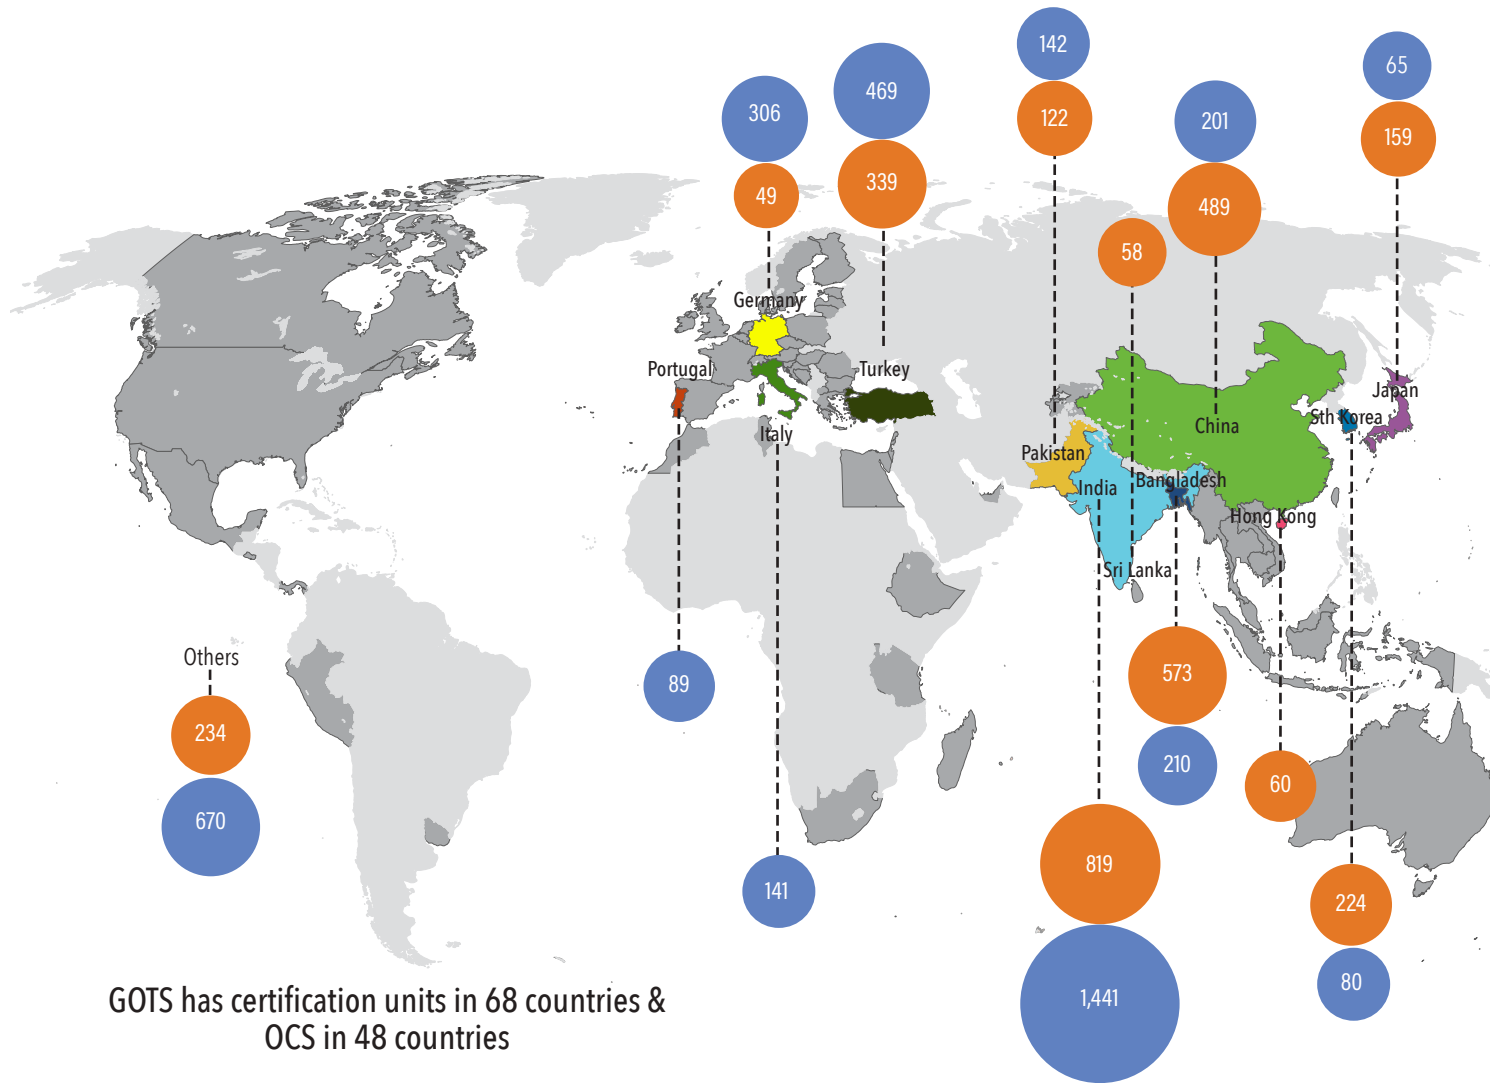 142
65
469
306
201
122
159
339
49
489
58
Germany
Portugal
Turkey
Japan
Sth Korea
China
Italy
Pakistan
Bangladesh
India
Hong Kong
Sri Lanka
Others
573
89
234
210
60
670
819
141
224
80
1,441
GOTS has certification units in 68 countries &
OCS in 48 countries